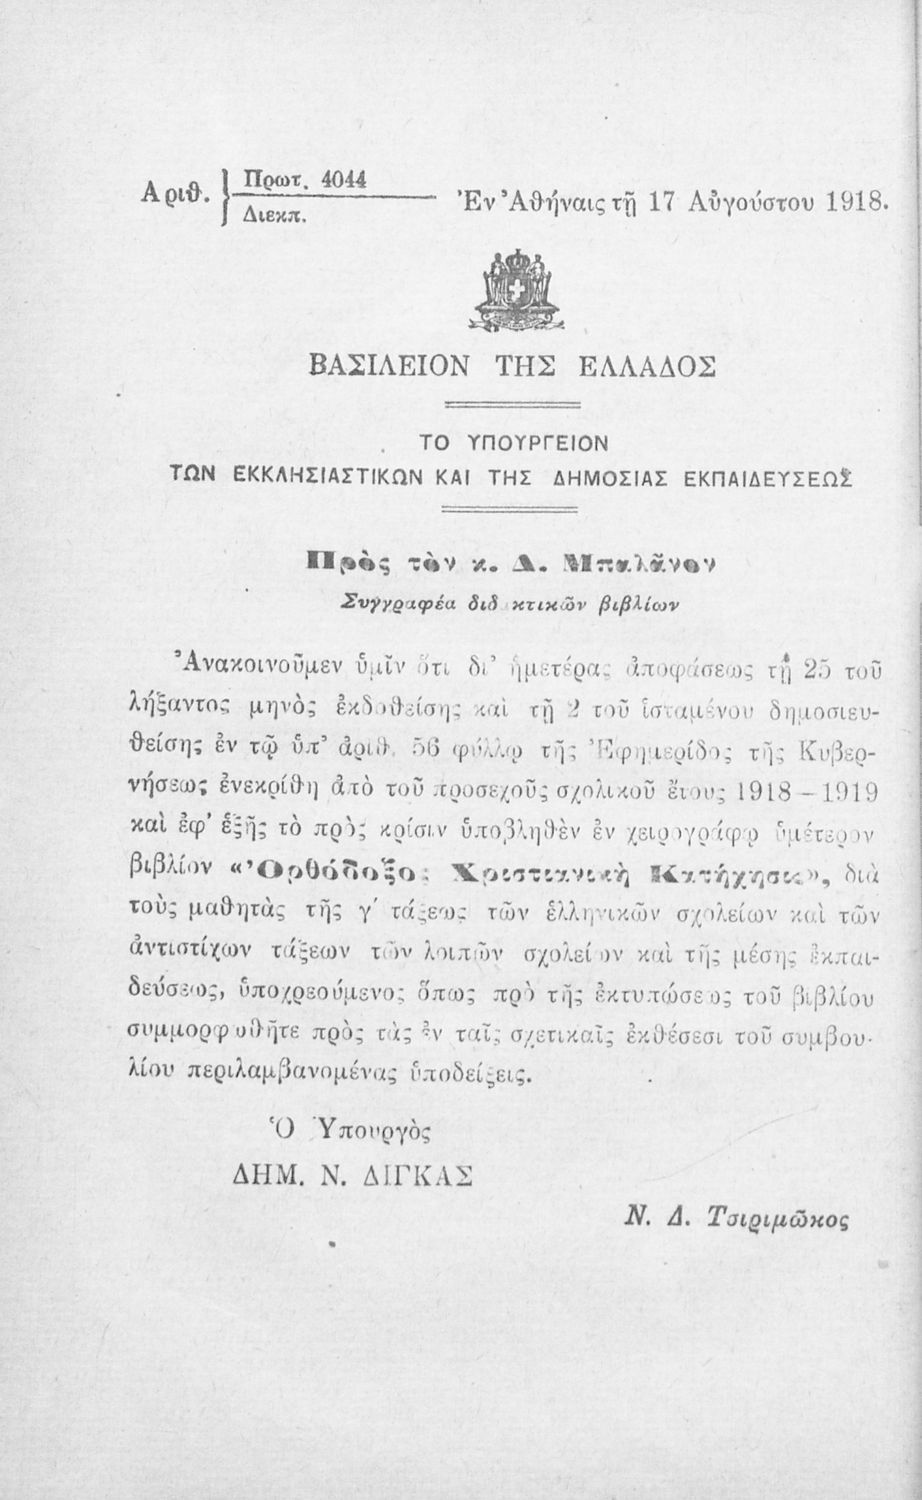 Αριθ. } Πρωτ. 4044
Διεκπ.
Ἐν Ἀθήναις τῇ 17 Αὐγούστου 1918.
ΒΑΣΙΛΕΙΟΝ ΤΗΣ ΕΛΛΑΔΟΣ
ΤΟ ΥΠΟΥΡΓΕΙΟΝ
ΤΩΝ ΕΚΚΛΗΣΙΑΣΤΙΚΩΝ ΚΑΙ ΤΗΣ ΔΗΜΟΣΙΑΣ ΕΚΠΑΙΔΕΥΣΕΩΣ
Πρὸς τὸν κ. Δ. Μπαλᾶνον
Συγγραφέα διδακτικῶν βιβλίων
Ἀνακοινοῦμεν ὑμῖν ὅτι δι’ ἡμετέρας ἀποφάσεως τῇ 25 τοῦ
λήξαντος μηνὸς ἐκδοθείσης καὶ τῇ 2 τοῦ ἱσταμένου δημοσιευ-
θείσης ἐν τῷ ὑπ’ ἀριθ. 56 φύλλῳ τῆς Ἐφημερίδος τῆς Κυβερ-
νήσεως ἐνεκρίθη ἀπὸ τοῦ προσεχοῦς σχολικοῦ ἔτους 1918 — 1919
καὶ ἐφ’ ἑξῆς τὸ πρὸς κρίσιν ὑποβληθὲν ἐν χειρογράφῳ ὑμέτερον
βιβλίον «Ὀρθόδοξος Χριστιανικὴ Κατήχησις», διὰ
τοὺς μαθητὰς τῆς γ′ τάξεως τῶν ἑλληνικῶν σχολείων καὶ τῶν
ἀντιστίχων τάξεων τῶν λοιπῶν σχολείων καὶ τῆς μέσης ἐκπαι-
δεύσεως, ὑποχρεούμενος ὅπως πρὸ τῆς ἐκτυπώσεως τοῦ βιβλίου
συμμορφωθῆτε πρὸς τὰς ἐν ταῖς σχετικαῖς ἐκθέσεσι τοῦ συμβου-
λίου περιλαμβανομένας ὑποδείξεις.
Ὁ Ὑπουργὸς
ΔΗΜ. Ν. ΔΙΓΚΑΣ
Ν. Δ. Τσιριμῶκος